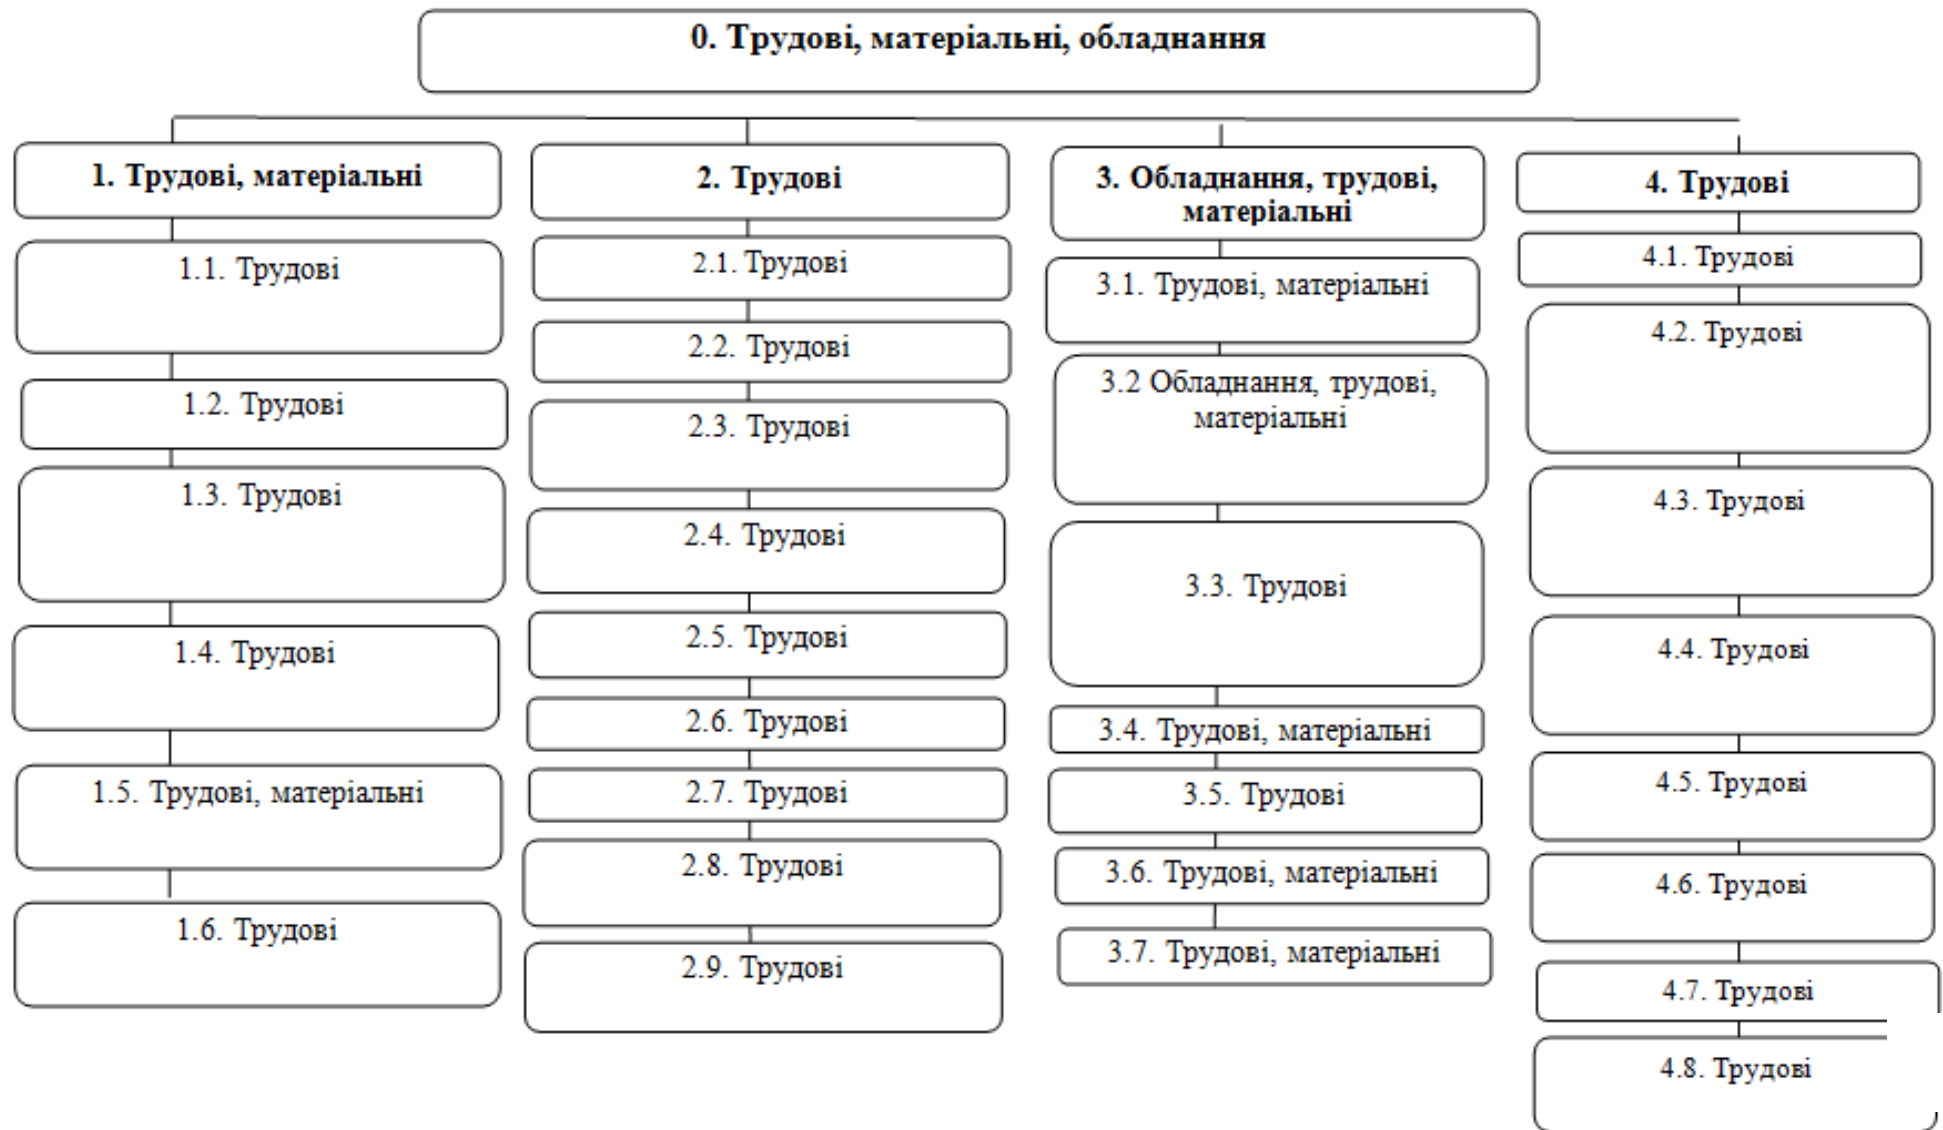 0. Трудові, матеріальні, обладнання
1. Трудові, матеріальні
1.1. Трудові
1.2. Трудові
1.3. Трудові
1.4. Трудові
1.5. Трудові, матеріальні
1.6. Трудові
2. Трудові
2.1. Трудові
2.2. Трудові
2.3. Трудові
2.4. Трудові
2.5. Трудові
2.6. Трудові
2.7. Трудові
2.8. Трудові
2.9. Трудові
3. Обладнання, трудові,
матеріальні
3.1. Трудові, матеріальні
3.2 Обладнання, трудові,
матеріальні
3.3. Трудові
3.4. Трудові, матеріальні
3.5. Трудові
3.6. Трудові, матеріальні
3.7. Трудові, матеріальні
4. Трудові
4.1. Трудові
4.2. Трудові
4.3. Трудові
4.4. Трудові
4.5. Трудові
4.6. Трудові
4.7. Трудові
4.8. Трудові